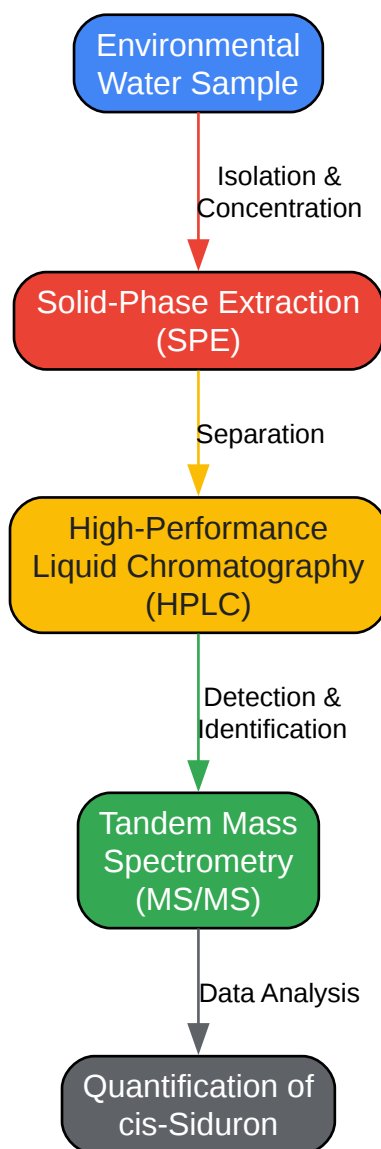 Environmental
Water Sample
Isolation &
Concentration
Solid-Phase Extraction
(SPE)
Separation
High-Performance
Liquid Chromatography
(HPLC)
Detection &
Identification
Tandem Mass
Spectrometry
(MS/MS)
Data Analysis
Quantification of
cis-Siduron